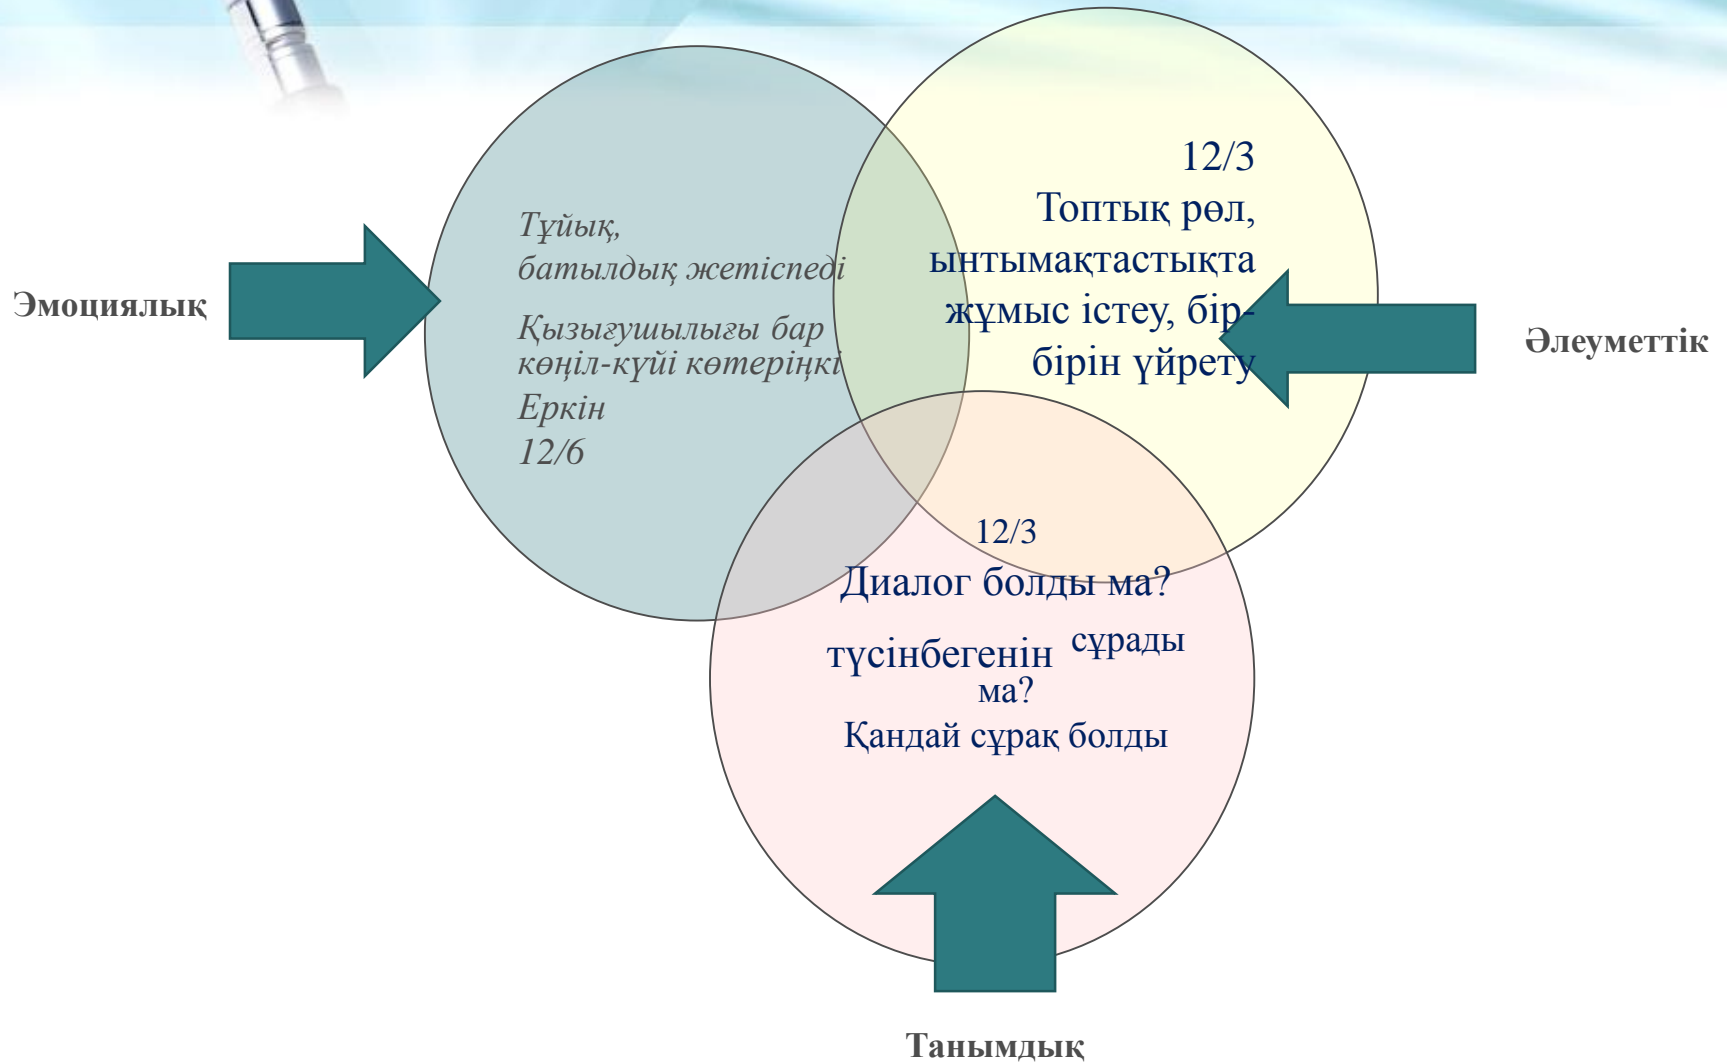 Эмоциялық
Тұйық,
батылдық жетіспеді
Қызығушылығы бар
көңіл-күйі көтеріңкі
Еркін
12/6
12/3
Топтық рөл,
ынтымақтастықта
жұмыс істеу, бір-
бірін үйрету
Әлеуметтік
12/3
Диалог болды ма?
түсінбегенін сұрады
ма?
Қандай сұрақ болды
Танымдық